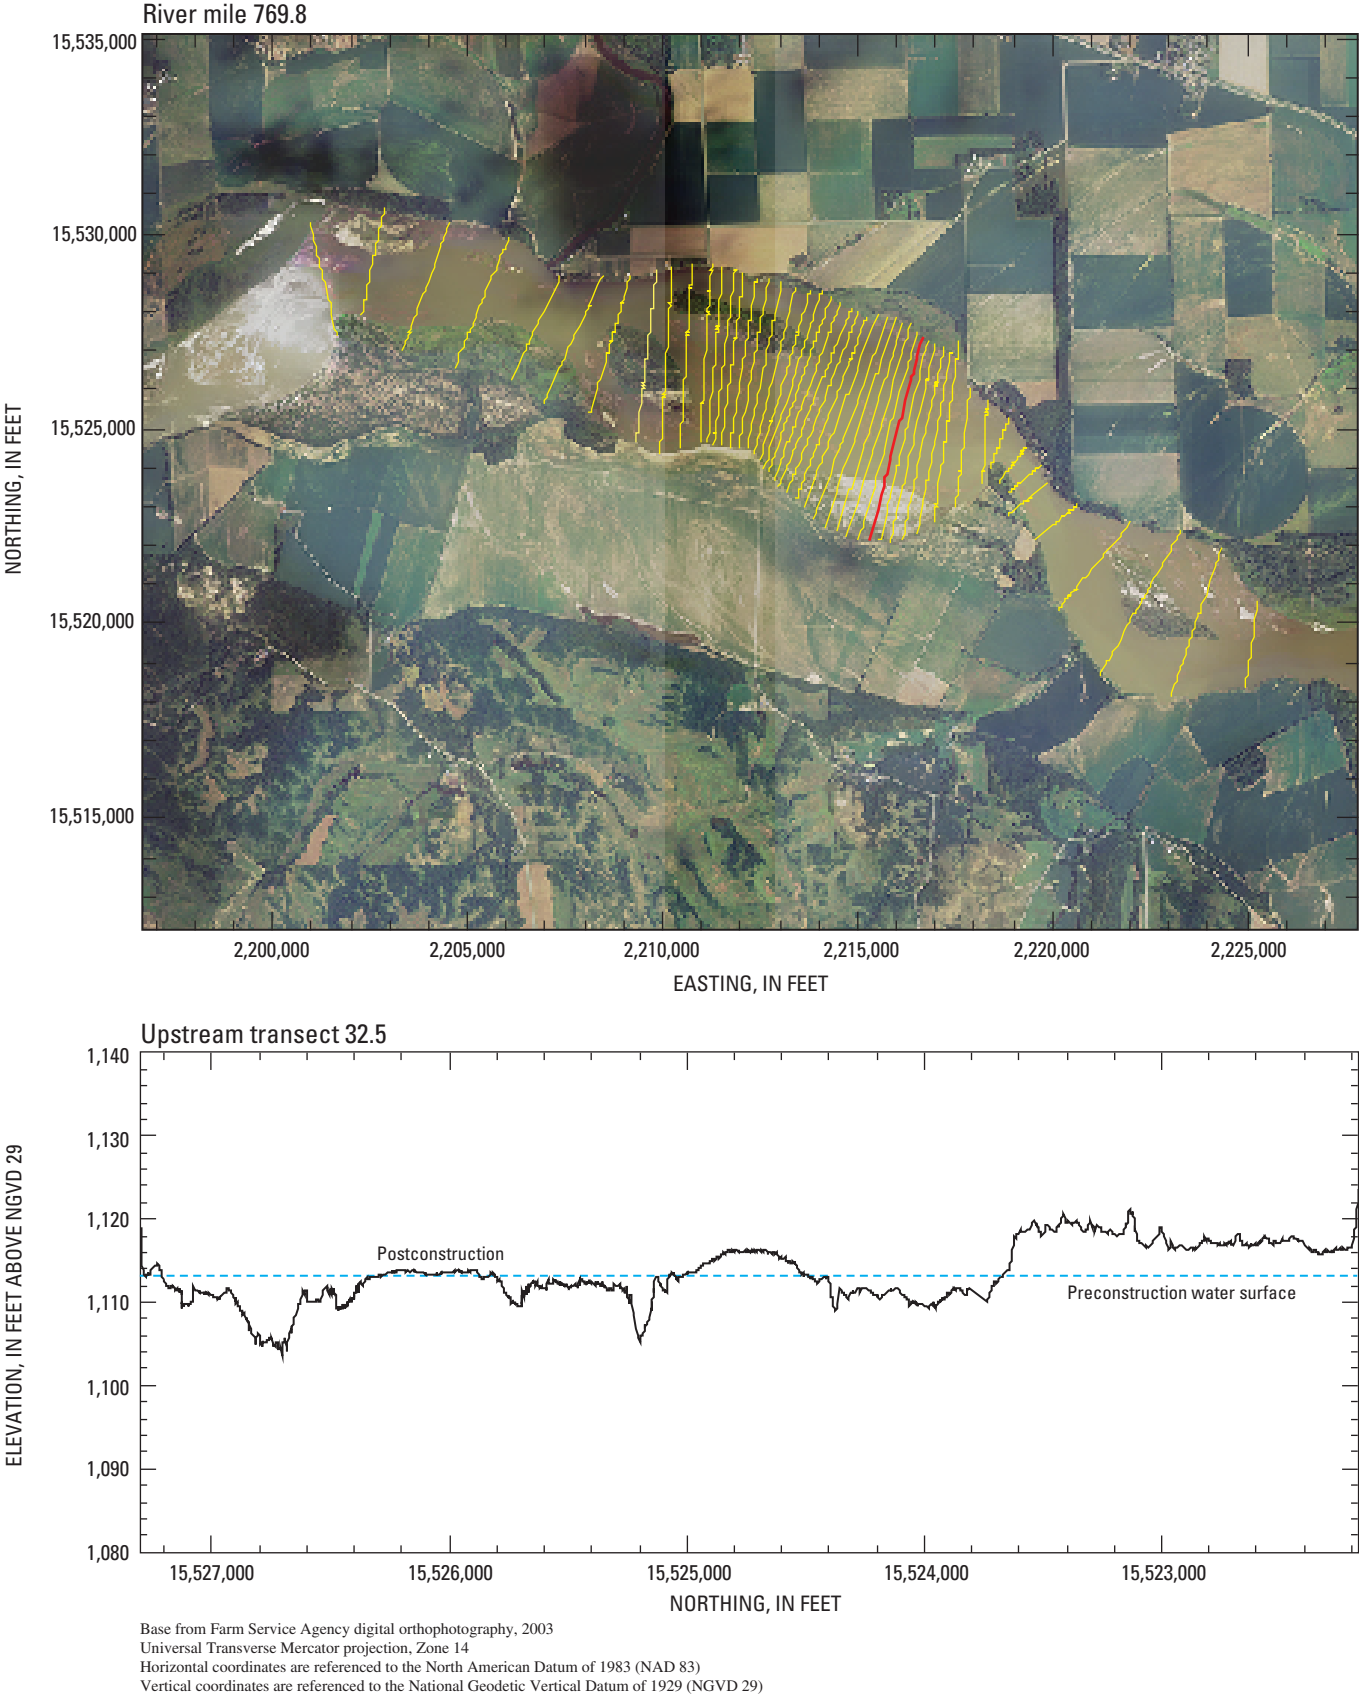 River mile 769.8
15,535,000
15,530,000
15,525,000
15,520,000
15,515,000
NORTHING, IN FEET
2,200,000 2,205,000 2,210,000 2,215,000 2,220,000 2,225,000
EASTING, IN FEET
Upstream transect 32.5
1,140
1,130
1,120
1,110
1,100
1,090
1,080
ELEVATION, IN FEET ABOVE NGVD 29
Postconstruction
Preconstruction water surface
15,527,000 15,526,000 15,525,000 15,524,000 15,523,000
NORTHING, IN FEET
Base from Farm Service Agency digital orthophotography, 2003
Universal Transverse Mercator projection, Zone 14
Horizontal coordinates are referenced to the North American Datum of 1983 (NAD 83)
Vertical coordinates are referenced to the National Geodetic Vertical Datum of 1929 (NGVD 29)